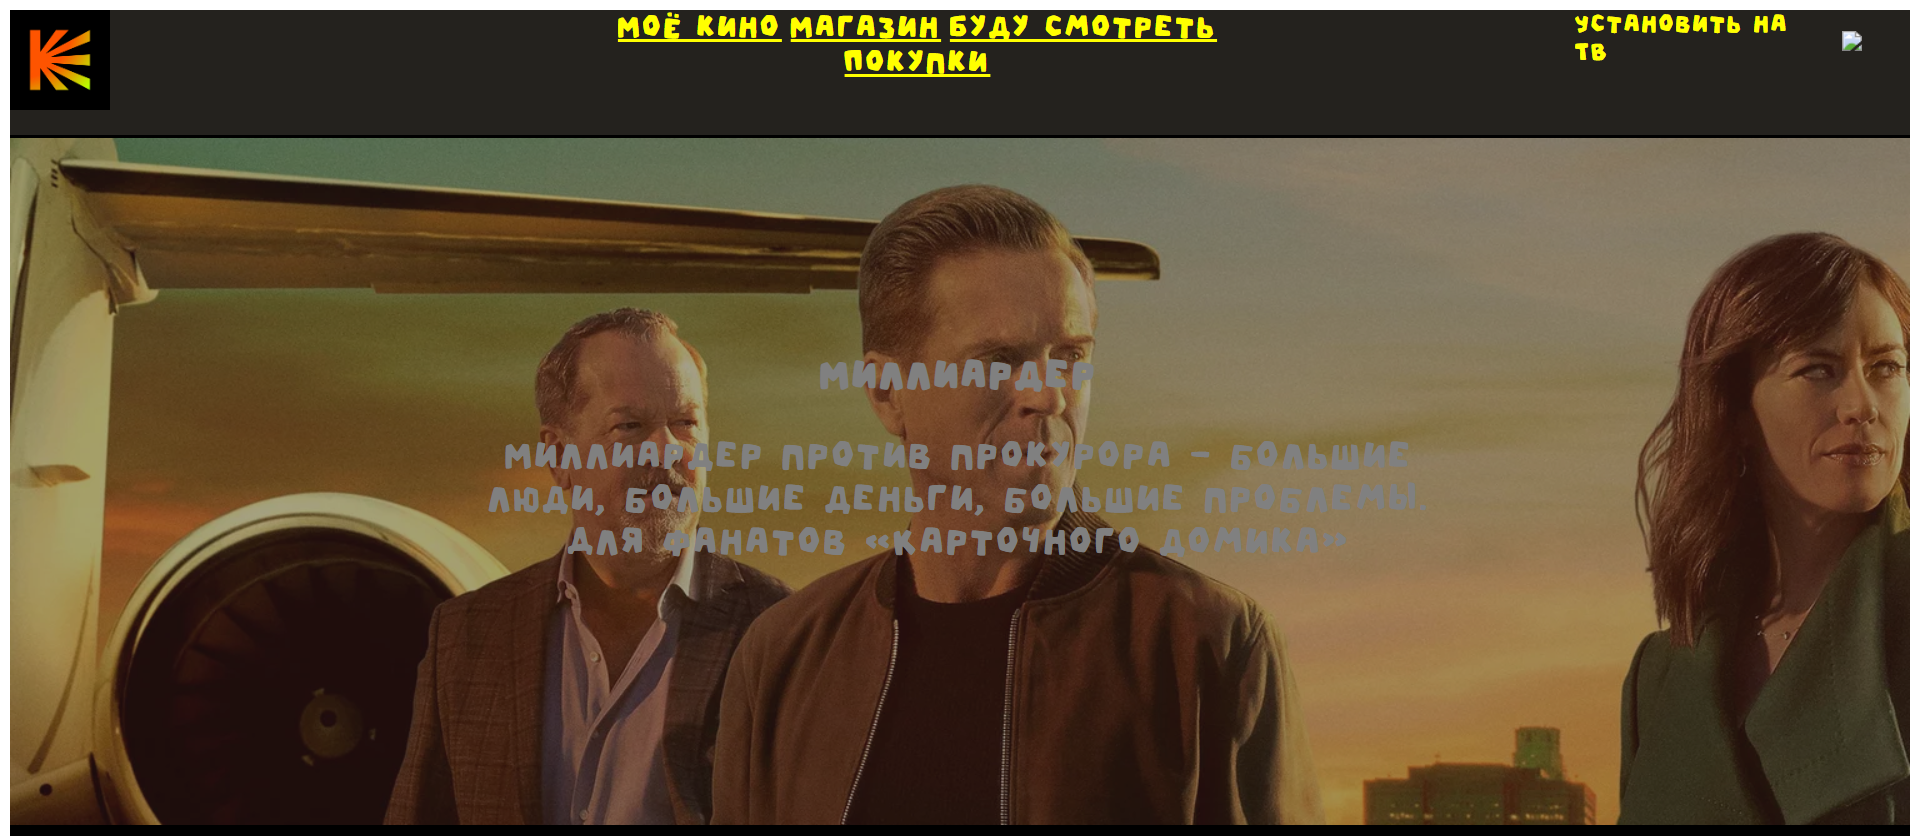 МОЁ КИНО МАГАЗИН БУДУ СМОТРЕТЬ
ПОКУПКИ
УСТАНОВИТЬ НА
ТВ
МИЛЛИАРДЕР
МИЛЛИАРДЕР ПРОТИВ ПРОКУРОРА – БОЛЬШИЕ
ЛЮДИ, БОЛЬШИЕ ДЕНЬГИ, БОЛЬШИЕ ПРОБЛЕМЫ.
ДЛЯ ФАНАТОВ «КАРТОЧНОГО ДОМИКА»